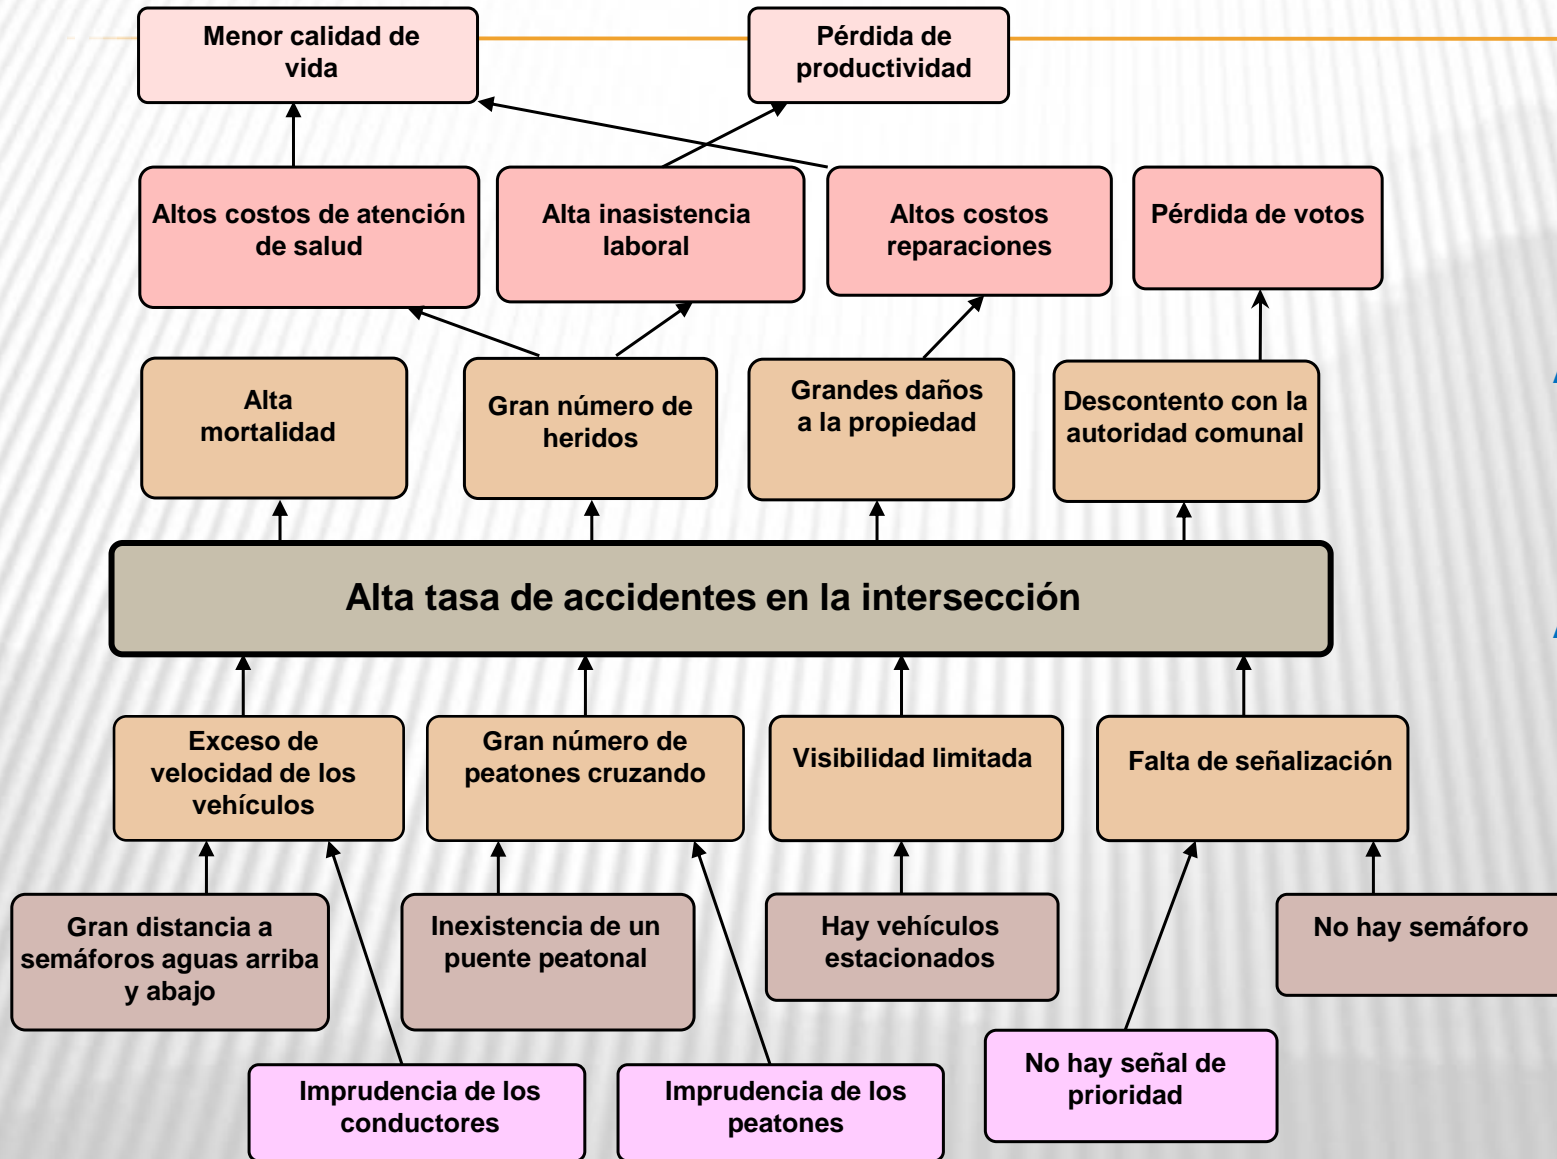 Menor calidad de
vida
Pérdida de
productividad
Altos costos de atención
de salud
Alta inasistencia
laboral
Altos costos
reparaciones
Pérdida de votos
Alta
mortalidad
Gran número de
heridos
Grandes daños
a la propiedad
Descontento con la
autoridad comunal
Alta tasa de accidentes en la intersección
Exceso de
velocidad de los
vehículos
Gran número de
peatones cruzando
Visibilidad limitada
Falta de señalización
Gran distancia a
semáforos aguas arriba
y abajo
Inexistencia de un
puente peatonal
Hay vehículos
estacionados
No hay semáforo
Imprudencia de los
conductores
Imprudencia de los
peatones
No hay señal de
prioridad